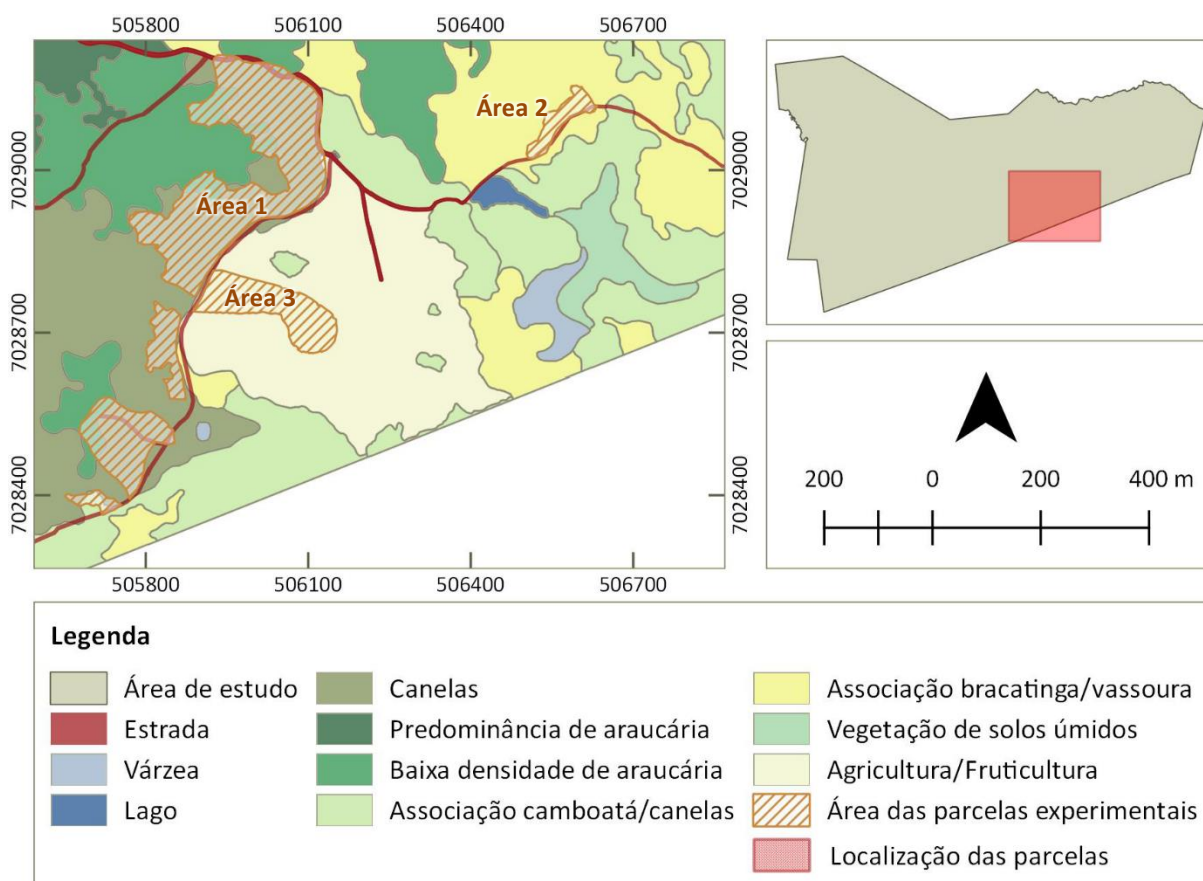 505800 506100 506400 506700
Área 2
7029000 7029000
Área 1
Área 3
7028700 7028700
7028400 7028400
505800 506100 506400 506700
200 0 200 400 m
Legenda
Área de estudo
Estrada
Várzea
Lago
Canelas
Predominância de araucária
Baixa densidade de araucária
Associação camboatá/canelas
Associação bracatinga/vassoura
Vegetação de solos úmidos
Agricultura/Fruticultura
Área das parcelas experimentais
Localização das parcelas